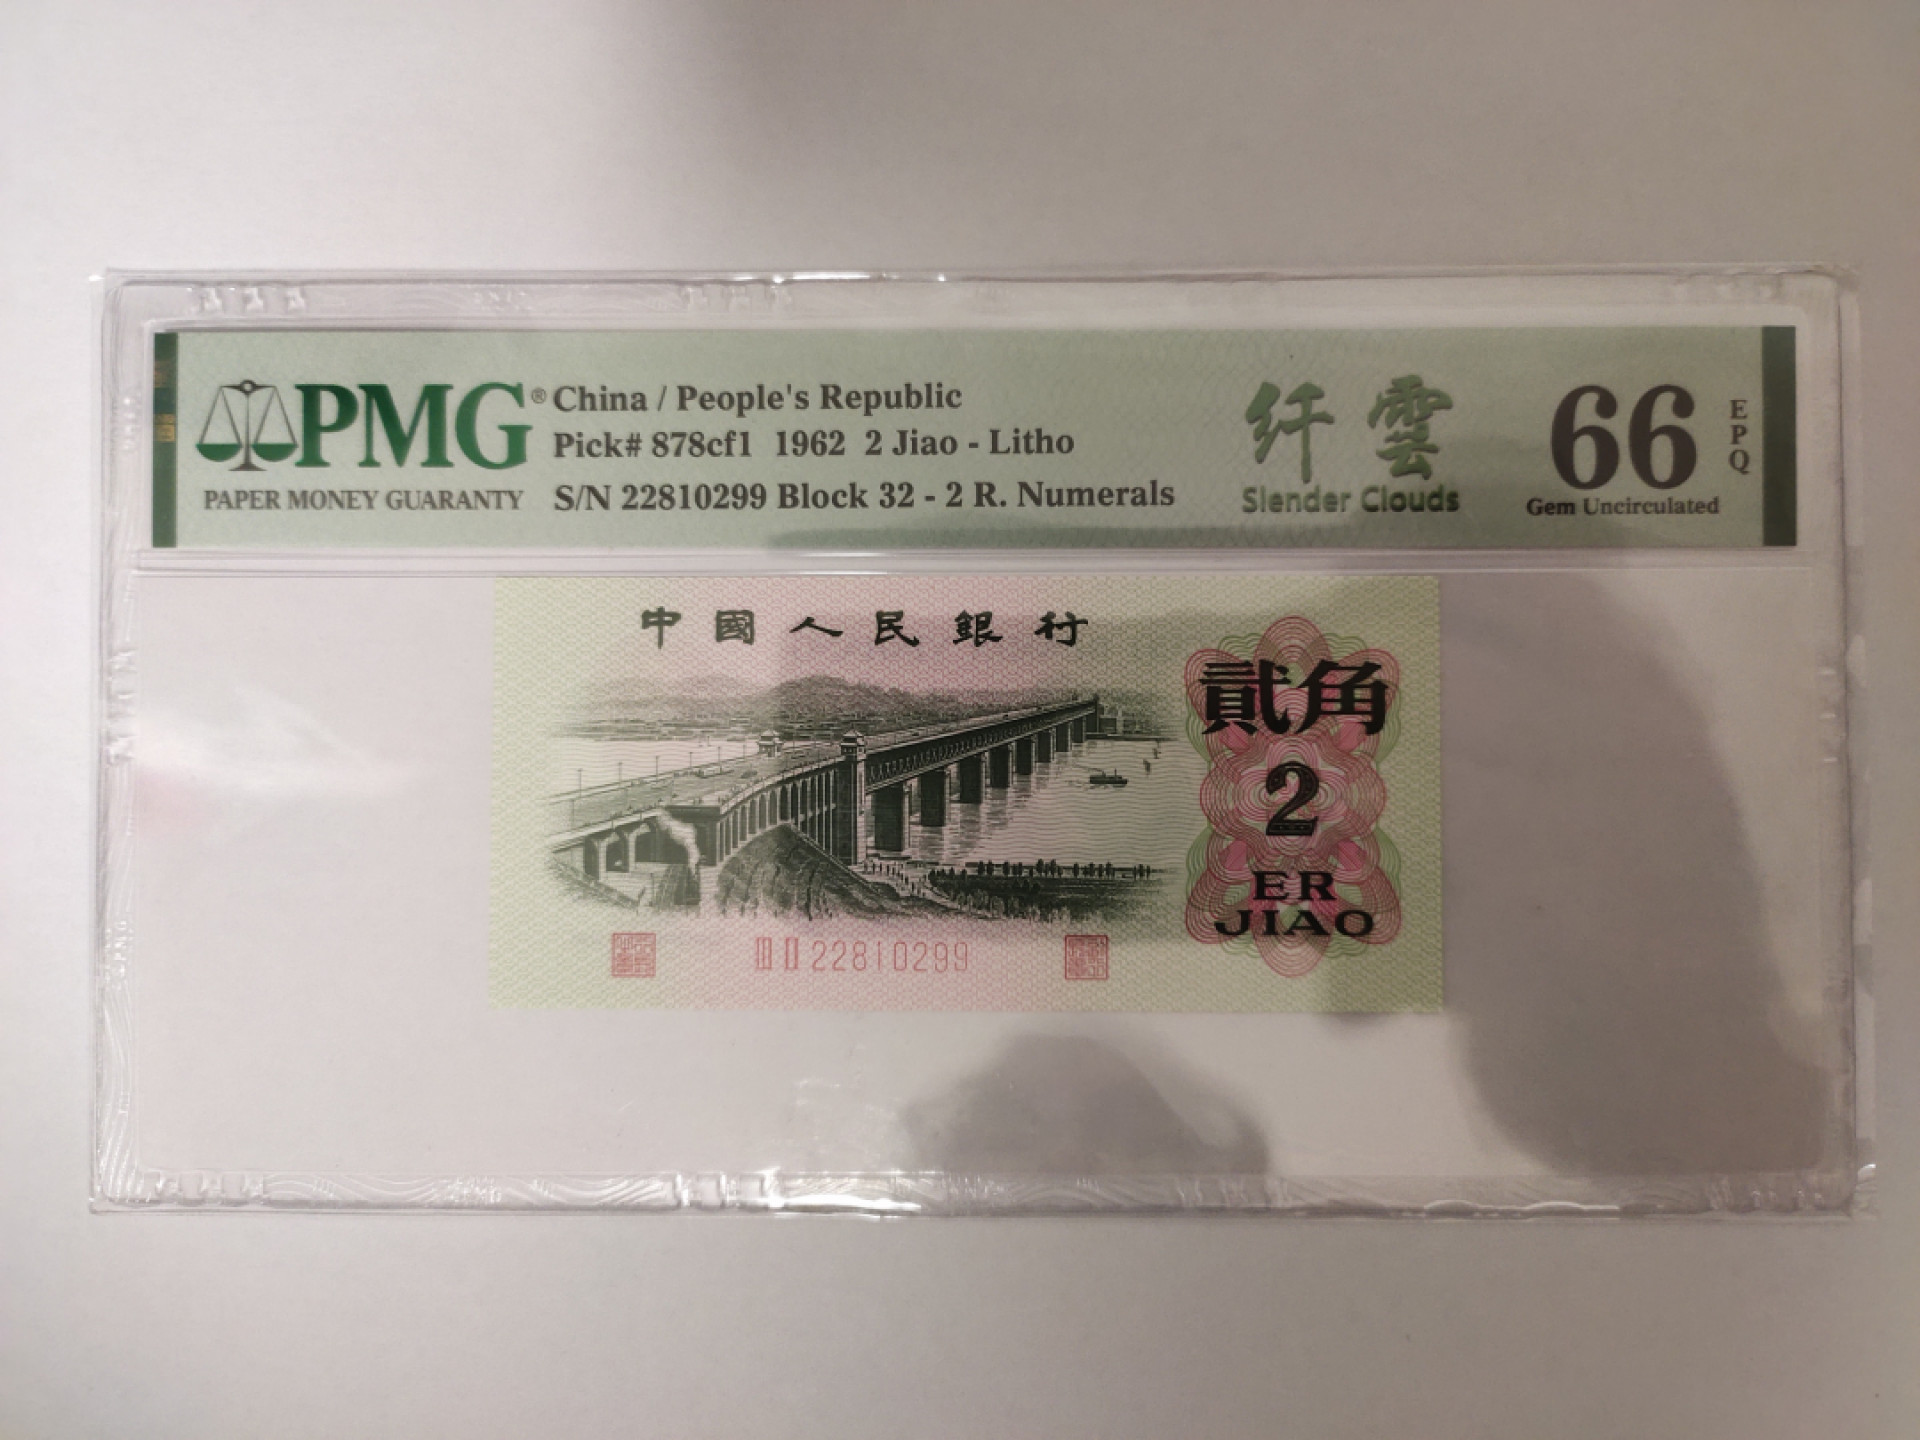 PMG®
PAPER MONEY GUARANTY
China / People's Republic
Pick# 878cf1 1962 2 Jiao - Litho
S/N 22810299 Block 32 - 2 R. Numerals
纤雲
Slender Clouds
66
EPQ
Gem Uncirculated
中國人民銀行
貳角
2
ER
JIAO
III II 22810299